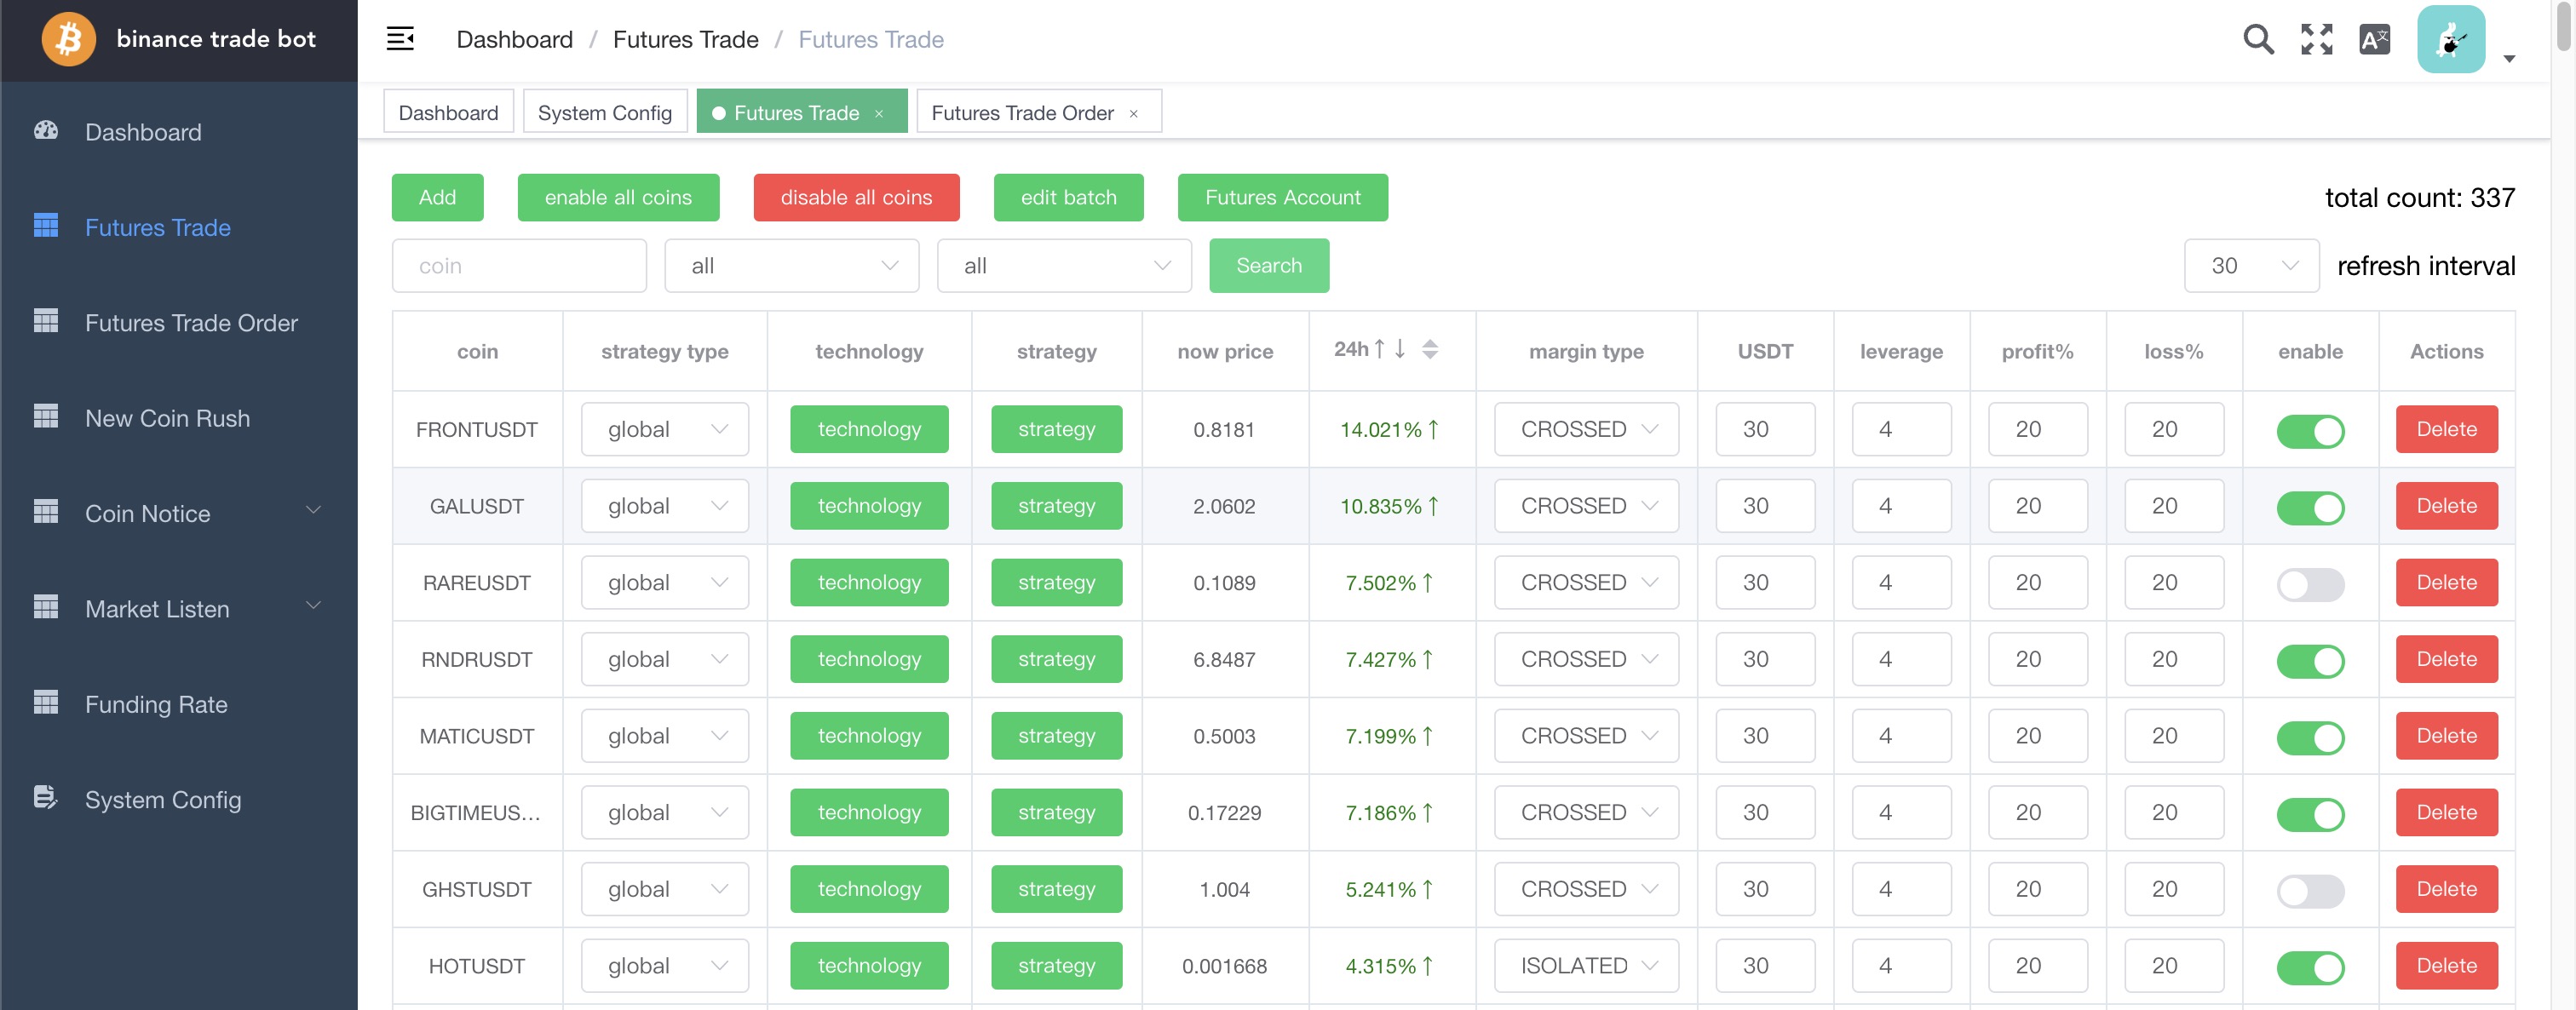 binance trade bot
Dashboard / Futures Trade / Futures Trade
Dashboard
System Config
Futures Trade ×
Futures Trade Order ×
Dashboard
Futures Trade
Futures Trade Order
New Coin Rush
Coin Notice
Market Listen
Funding Rate
System Config
Add
enable all coins
disable all coins
edit batch
Futures Account
total count: 337
coin
all
all
Search
30
refresh interval
coin strategy type technology strategy now price 24h↑↓ margin type USDT leverage profit% loss% enable Actions
FRONTUSDT global technology strategy 0.8181 14.021%↑ CROSSED 30 4 20 20 Delete
GALUSDT global technology strategy 2.0602 10.835%↑ CROSSED 30 4 20 20 Delete
RAREUSDT global technology strategy 0.1089 7.502%↑ CROSSED 30 4 20 20 Delete
RNDRUSDT global technology strategy 6.8487 7.427%↑ CROSSED 30 4 20 20 Delete
MATICUSDT global technology strategy 0.5003 7.199%↑ CROSSED 30 4 20 20 Delete
BIGTIMEUS... global technology strategy 0.17229 7.186%↑ CROSSED 30 4 20 20 Delete
GHSTUSDT global technology strategy 1.004 5.241%↑ CROSSED 30 4 20 20 Delete
HOTUSDT global technology strategy 0.001668 4.315%↑ ISOLATED 30 4 20 20 Delete